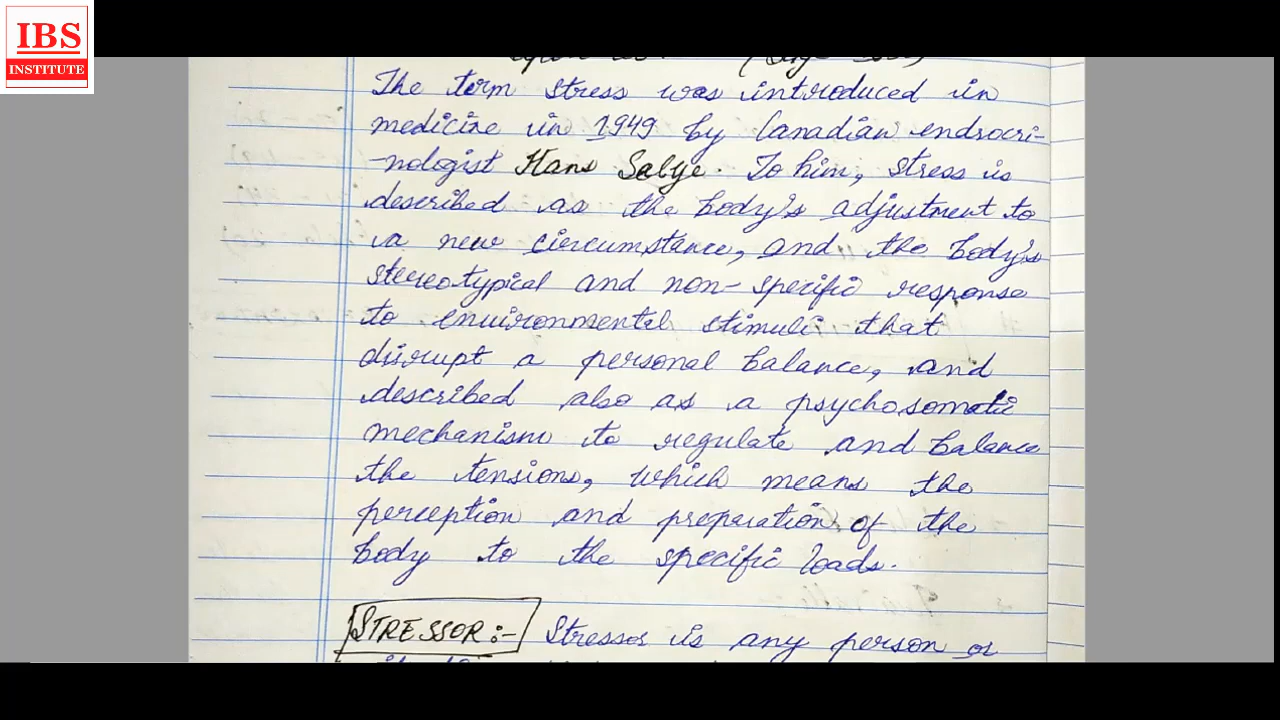 IBS
INSTITUTE
The term stress was introduced in
medicine in 1949 by Canadian endrocri-
-nologist Hans Salye. To him, stress is
described as the body's adjustment to
a new circumstance, and the body's
stereotypical and non-specific response
to environmental stimuli that
disrupt a personal balance, and
described also as a psychosomatic
mechanism to regulate and balance
the tensions, which means the
perception and preparation of the
body to the specific loads.
STRESSOR:- Stressor is any person or